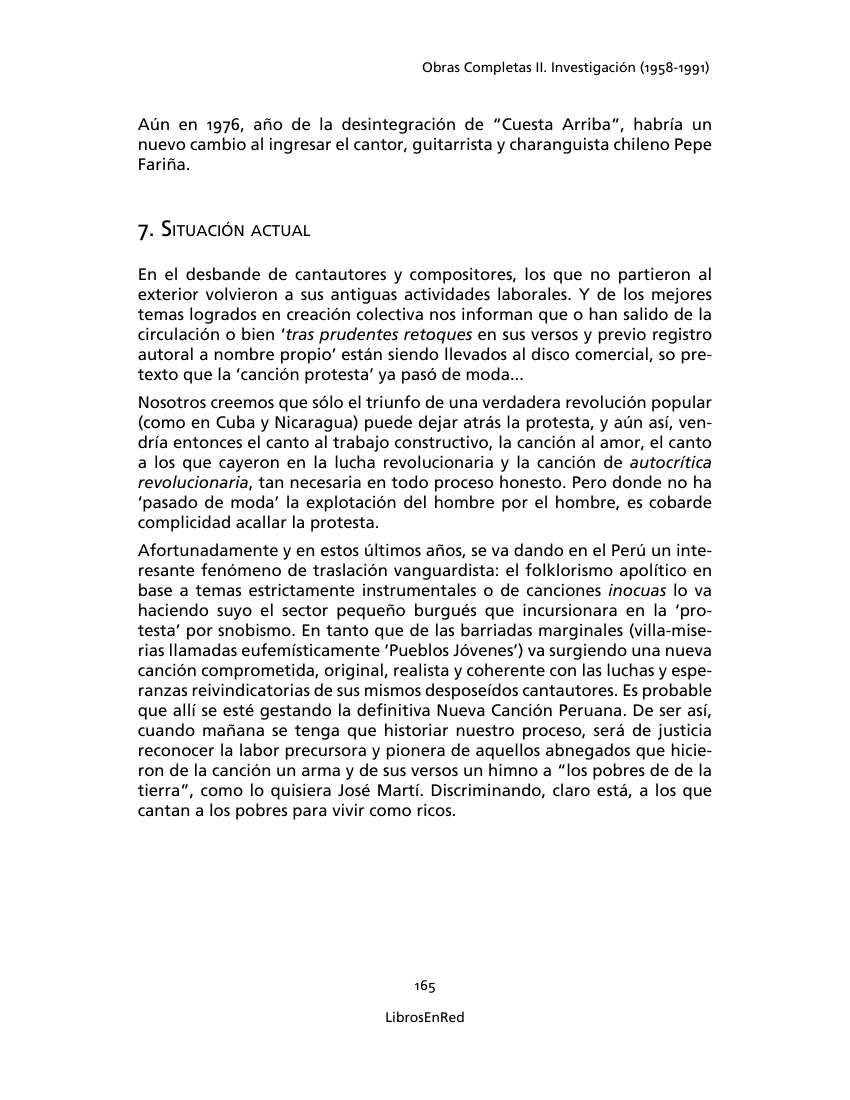 Obras Completas II. Investigación (1958-1991)
Aún en 1976, año de la desintegración de “Cuesta Arriba”, habría un
nuevo cambio al ingresar el cantor, guitarrista y charanguista chileno Pepe
Fariña.
7. Situación actual
En el desbande de cantautores y compositores, los que no partieron al
exterior volvieron a sus antiguas actividades laborales. Y de los mejores
temas logrados en creación colectiva nos informan que o han salido de la
circulación o bien ‘tras prudentes retoques en sus versos y previo registro
autoral a nombre propio’ están siendo llevados al disco comercial, so pre-
texto que la ‘canción protesta’ ya pasó de moda...
Nosotros creemos que sólo el triunfo de una verdadera revolución popular
(como en Cuba y Nicaragua) puede dejar atrás la protesta, y aún así, ven-
dría entonces el canto al trabajo constructivo, la canción al amor, el canto
a los que cayeron en la lucha revolucionaria y la canción de autocrítica
revolucionaria, tan necesaria en todo proceso honesto. Pero donde no ha
‘pasado de moda’ la explotación del hombre por el hombre, es cobarde
complicidad acallar la protesta.
Afortunadamente y en estos últimos años, se va dando en el Perú un inte-
resante fenómeno de traslación vanguardista: el folklorismo apolítico en
base a temas estrictamente instrumentales o de canciones inocuas lo va
haciendo suyo el sector pequeño burgués que incursionara en la ‘pro-
testa’ por snobismo. En tanto que de las barriadas marginales (villa-mise-
rias llamadas eufemísticamente ‘Pueblos Jóvenes’) va surgiendo una nueva
canción comprometida, original, realista y coherente con las luchas y espe-
ranzas reivindicatorias de sus mismos desposeídos cantautores. Es probable
que allí se esté gestando la definitiva Nueva Canción Peruana. De ser así,
cuando mañana se tenga que historiar nuestro proceso, será de justicia
reconocer la labor precursora y pionera de aquellos abnegados que hicie-
ron de la canción un arma y de sus versos un himno a “los pobres de de la
tierra”, como lo quisiera José Martí. Discriminando, claro está, a los que
cantan a los pobres para vivir como ricos.
165
LibrosEnRed